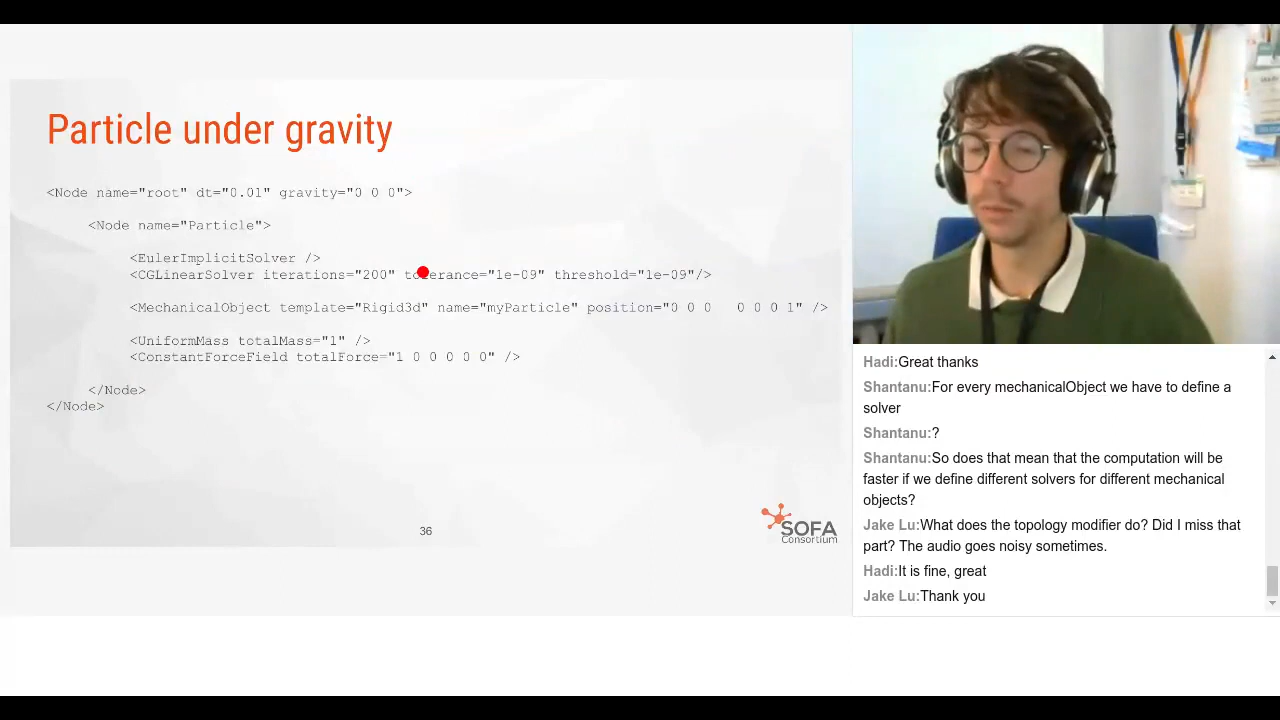 Particle under gravity
<Node name="root" dt="0.01" gravity="0 0 0">
<Node name="Particle">
<EulerImplicitSolver />
<CGLinearSolver iterations="200" tolerance="1e-09" threshold="1e-09"/>
<MechanicalObject template="Rigid3d" name="myParticle" position="0 0 0   0 0 0 1" />
<UniformMass totalMass="1" />
<ConstantForceField totalForce="1 0 0 0 0 0" />
</Node>
</Node>
36
SOFA
Consortium
Hadi:Great thanks
Shantanu:For every mechanicalObject we have to define a
solver
Shantanu:?
Shantanu:So does that mean that the computation will be
faster if we define different solvers for different mechanical
objects?
Jake Lu:What does the topology modifier do? Did I miss that
part? The audio goes noisy sometimes.
Hadi:It is fine, great
Jake Lu:Thank you